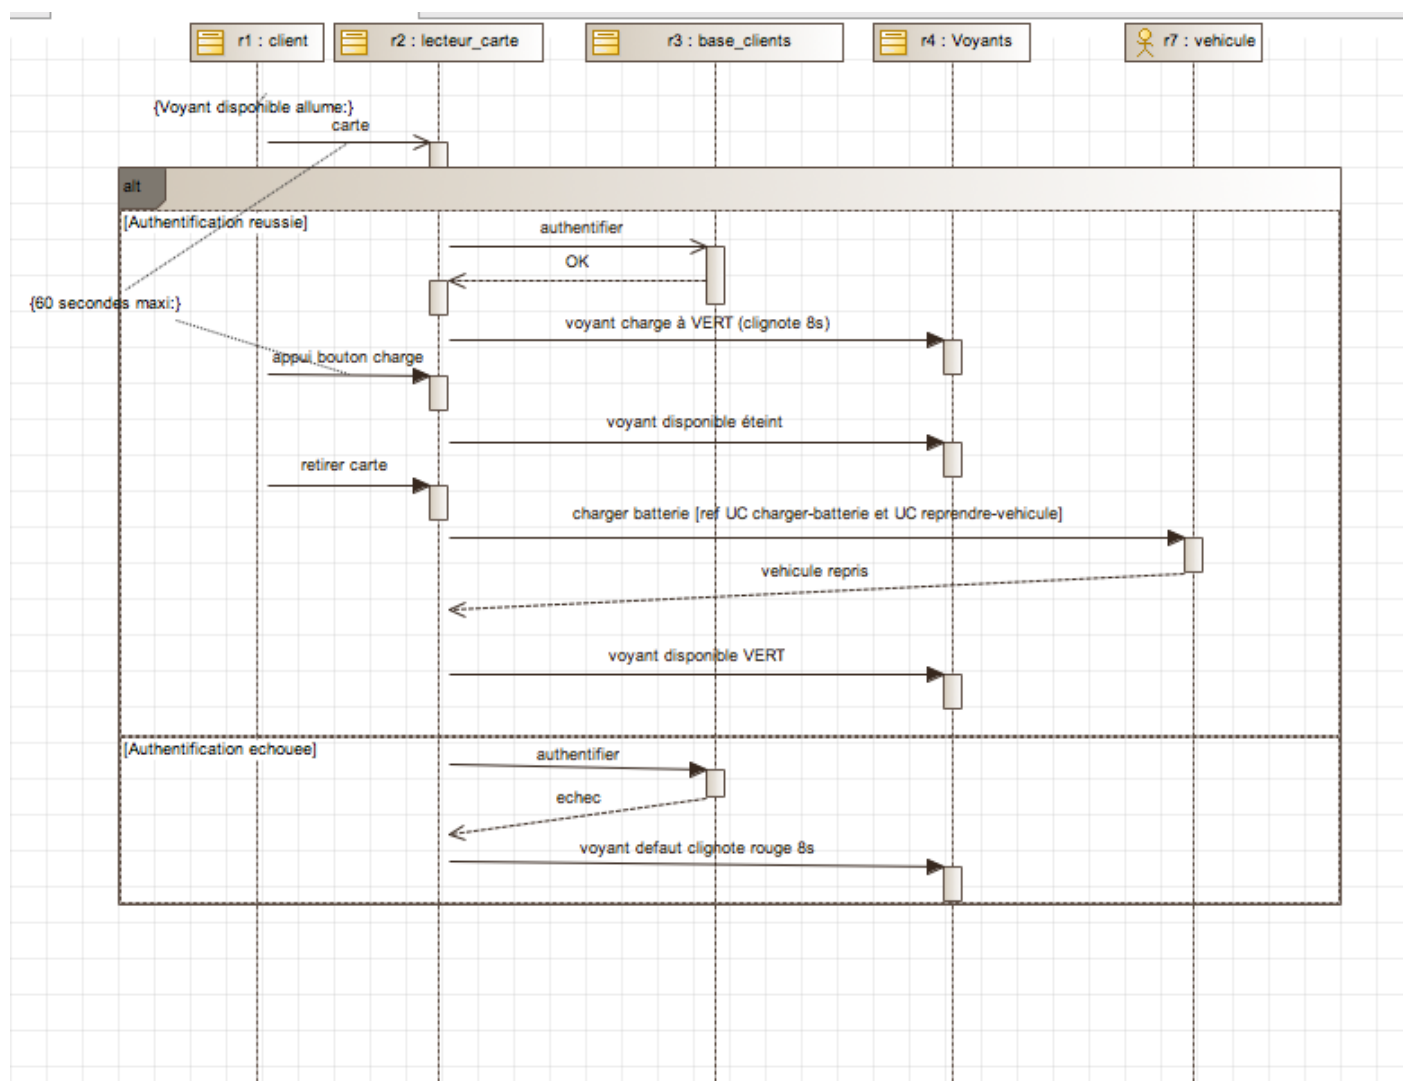 r1 : client
r2 : lecteur_carte
r3 : base_clients
r4 : Voyants
r7 : vehicule
{Voyant disponible allume:}
carte
alt
[Authentification reussie]
authentifier
OK
{60 secondes maxi:}
voyant charge à VERT (clignote 8s)
appui bouton charge
voyant disponible éteint
retirer carte
charger batterie [ref UC charger-batterie et UC reprendre-vehicule]
vehicule repris
voyant disponible VERT
[Authentification echouee]
authentifier
echec
voyant defaut clignote rouge 8s